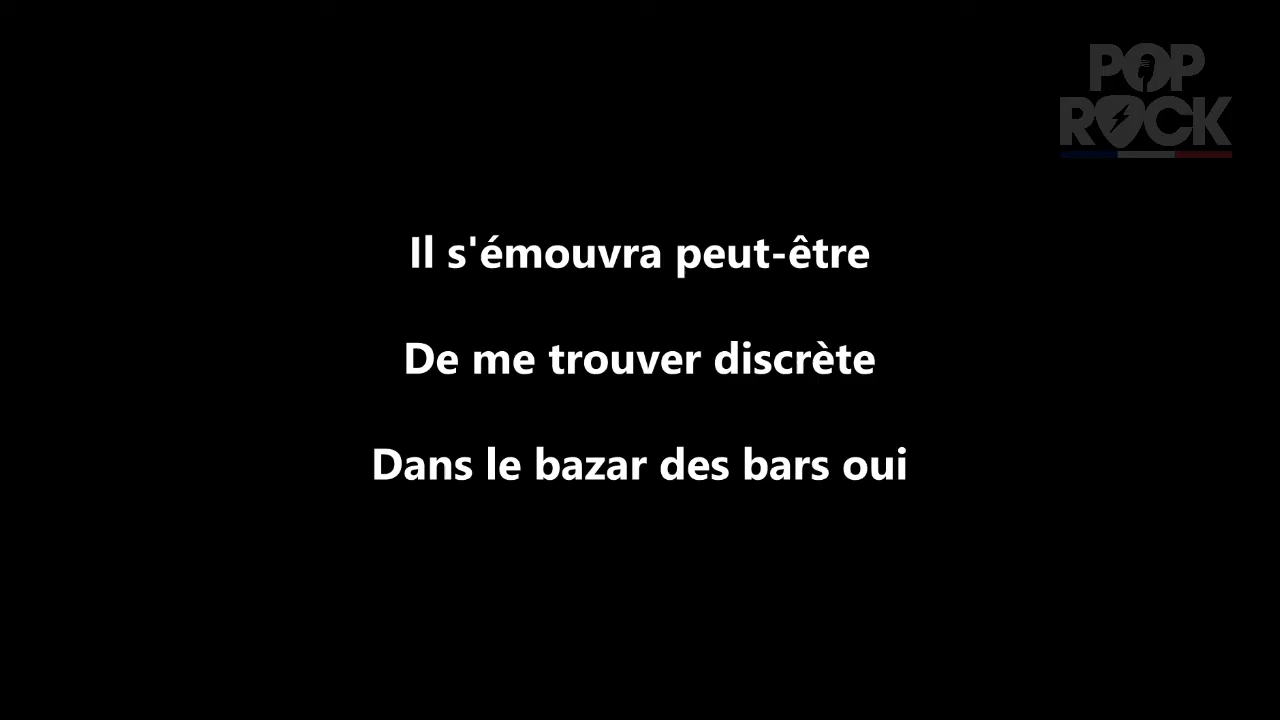 POP
ROCK
Il s'émouvra peut-être
De me trouver discrète
Dans le bazar des bars oui